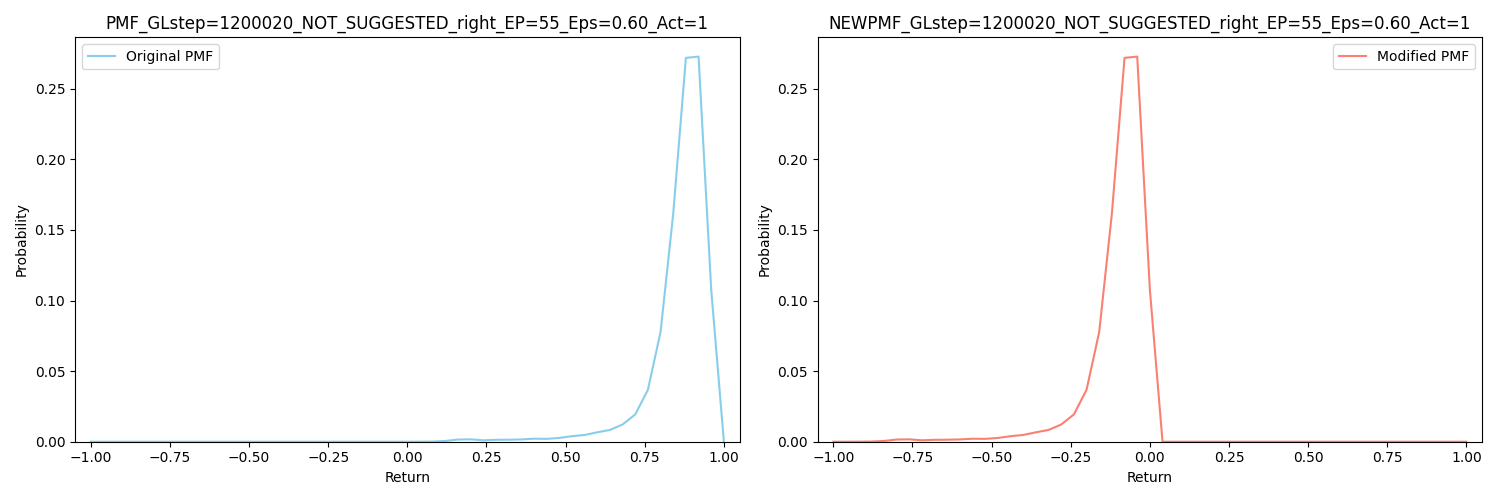 PMF_GLstep=1200020_NOT_SUGGESTED_right_EP=55_Eps=0.60_Act=1
Original PMF
Probability
0.25
0.20
0.15
0.10
0.05
0.00
−1.00 −0.75 −0.50 −0.25 0.00 0.25 0.50 0.75 1.00
Return
NEWPMF_GLstep=1200020_NOT_SUGGESTED_right_EP=55_Eps=0.60_Act=1
Modified PMF
Probability
0.25
0.20
0.15
0.10
0.05
0.00
−1.00 −0.75 −0.50 −0.25 0.00 0.25 0.50 0.75 1.00
Return